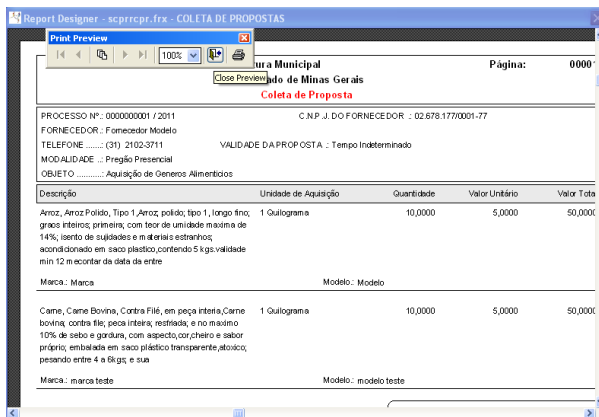 Report Designer - scprrcpr.frx - COLETA DE PROPOSTAS
Print Preview
100%
Close Preview
ura Municipal
Página:
00001
ado de Minas Gerais
Coleta de Proposta
PROCESSO Nº.: 0000000001 / 2011
C.N.P .J. DO FORNECEDOR .: 02.678.177/0001-77
FORNECEDOR.: Fornecedor Modelo
TELEFONE ......: (31) 2102-3711
VALIDADE DA PROPOSTA .: Tempo Indeterminado
MODALIDADE ..: Pregão Presencial
OBJETO ..........: Aquisição de Generos Alimenticios
Descrição
Unidade de Aquisição
Quantidade
Valor Unitário
Valor Tota
Arroz, Arroz Polido, Tipo 1,Arroz; polido; tipo 1, longo fino;
1 Quilograma
10,0000
5,0000
50,0000
graos inteiros; primeira; com teor de umidade maxima de
14%; isento de sujidades e materiais estranhos;
acondicionado em saco plastico,contendo 5 kgs.validade
min 12 mecontar da data da entre
Marca.: Marca
Modelo.: Modelo
Carne, Carne Bovina, Contra Filé, em peça interia,Carne
1 Quilograma
10,0000
5,0000
50,0000
bovina; contra file; peca inteira; resfriada; e no maximo
10% de sebo e gordura, com aspecto,cor,cheiro e sabor
próprio; embalada em saco plástico transparente,atoxico;
pesando entre 4 a 6kgs; e sua
Marca.: marca teste
Modelo.: modelo teste